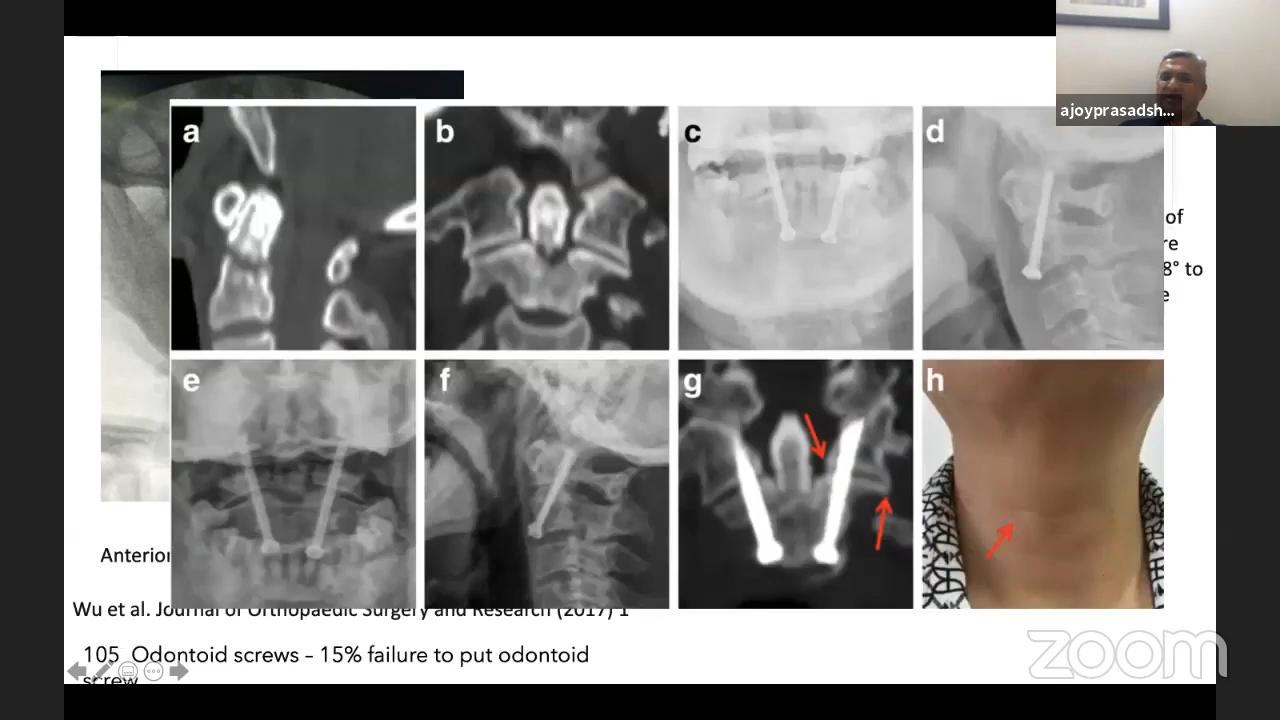 ajoyprasadsh...
a
b
c
d
of
re
8° to
e
e
f
g
h
Anterior
Wu et al. Journal of Orthopaedic Surgery and Research (2017) 1
105 Odontoid screws – 15% failure to put odontoid
screw
zoom